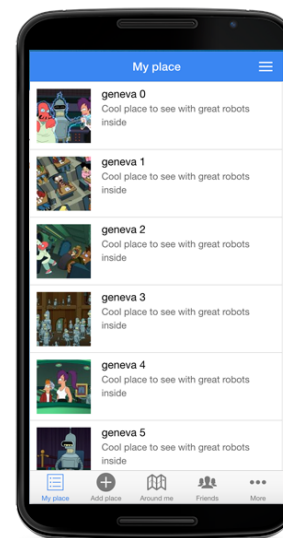 My place
geneva 0
Cool place to see with great robots
inside
geneva 1
Cool place to see with great robots
inside
geneva 2
Cool place to see with great robots
inside
geneva 3
Cool place to see with great robots
inside
geneva 4
Cool place to see with great robots
inside
geneva 5
Cool place to see with great robots
inside
My place Add place Around me Friends More